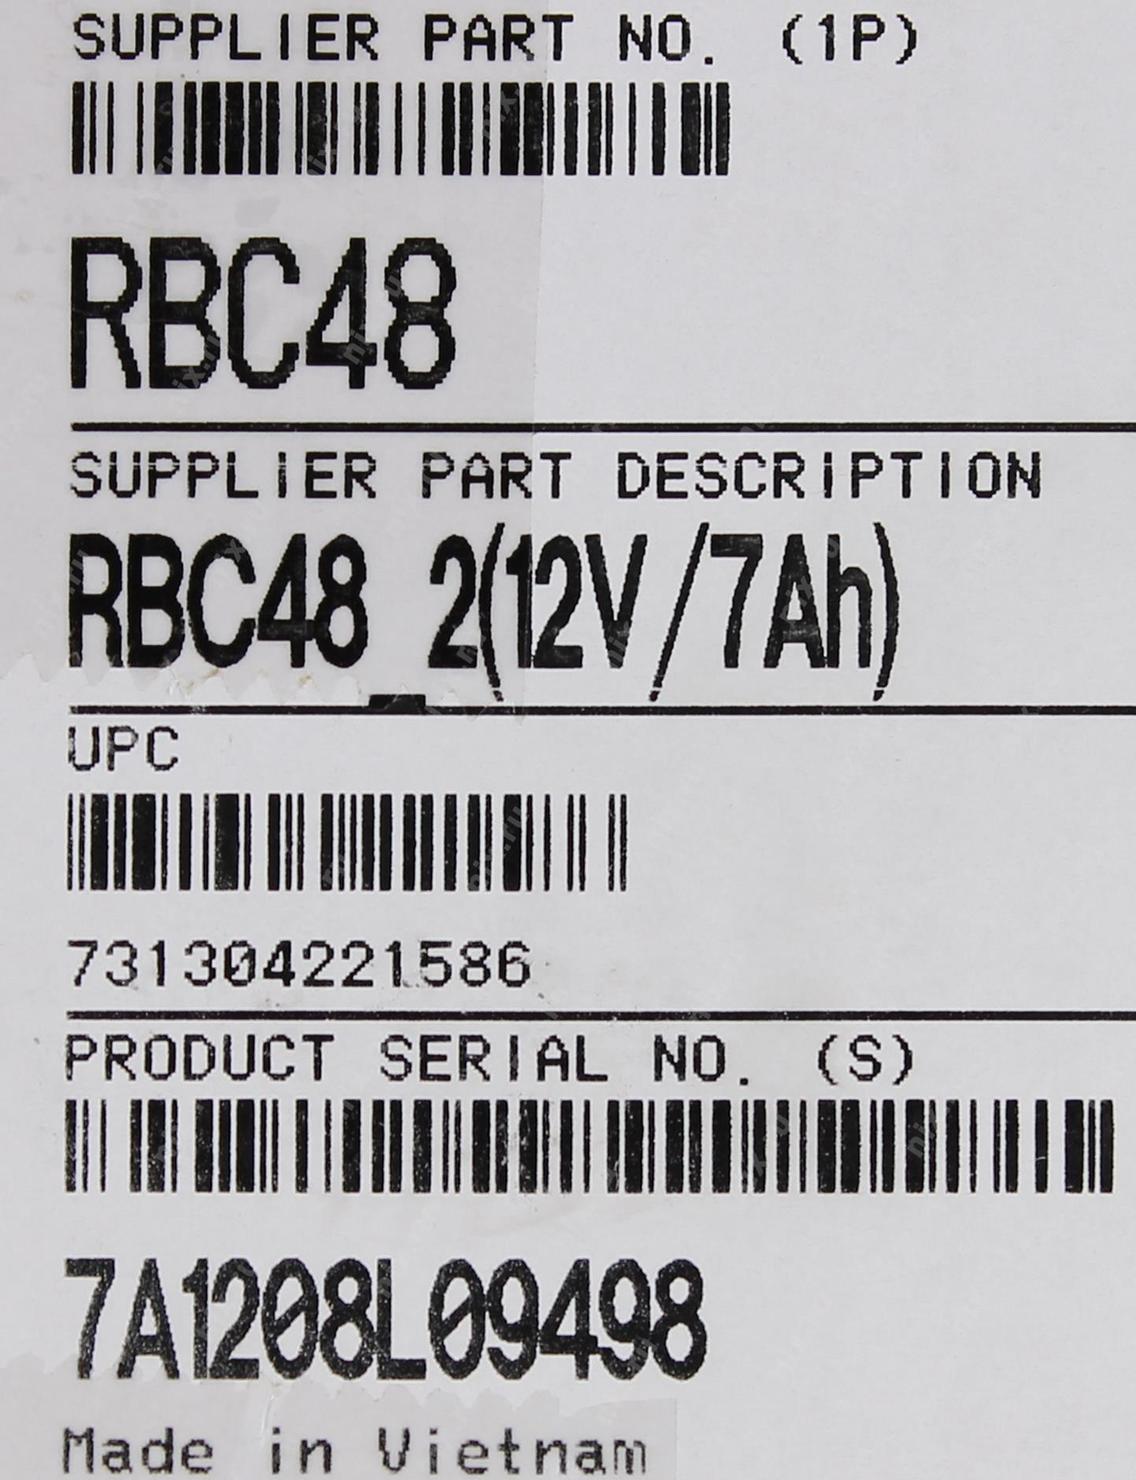 SUPPLIER PART NO. (1P)
RBC48
SUPPLIER PART DESCRIPTION
RBC48_2(12V/7Ah)
UPC
731304221586
PRODUCT SERIAL NO. (S)
7A1208L09498
Made in Vietnam